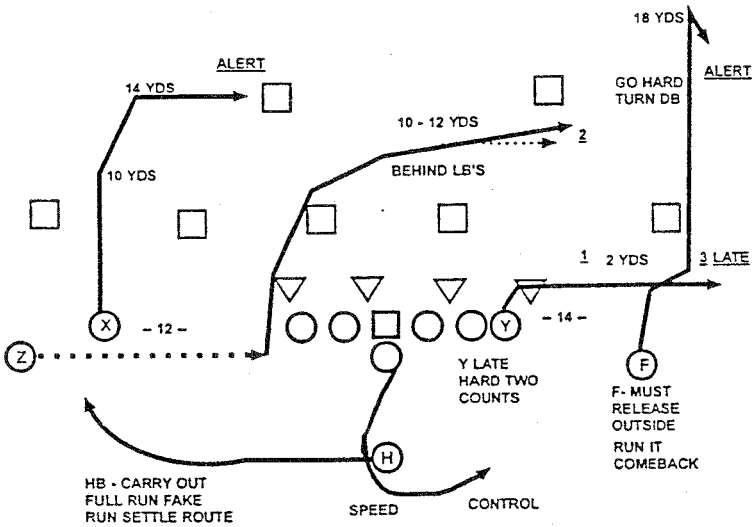 18 YDS
ALERT
14 YDS
ALERT
GO HARD
TURN DB
10 - 12 YDS
2
BEHIND LB'S
10 YDS
1
2 YDS
3 LATE
X
- 12 -
Y
- 14 -
Z
F
Y LATE
HARD TWO
COUNTS
F- MUST
RELEASE
OUTSIDE
RUN IT
COMEBACK
H
HB - CARRY OUT
FULL RUN FAKE
RUN SETTLE ROUTE
SPEED
CONTROL